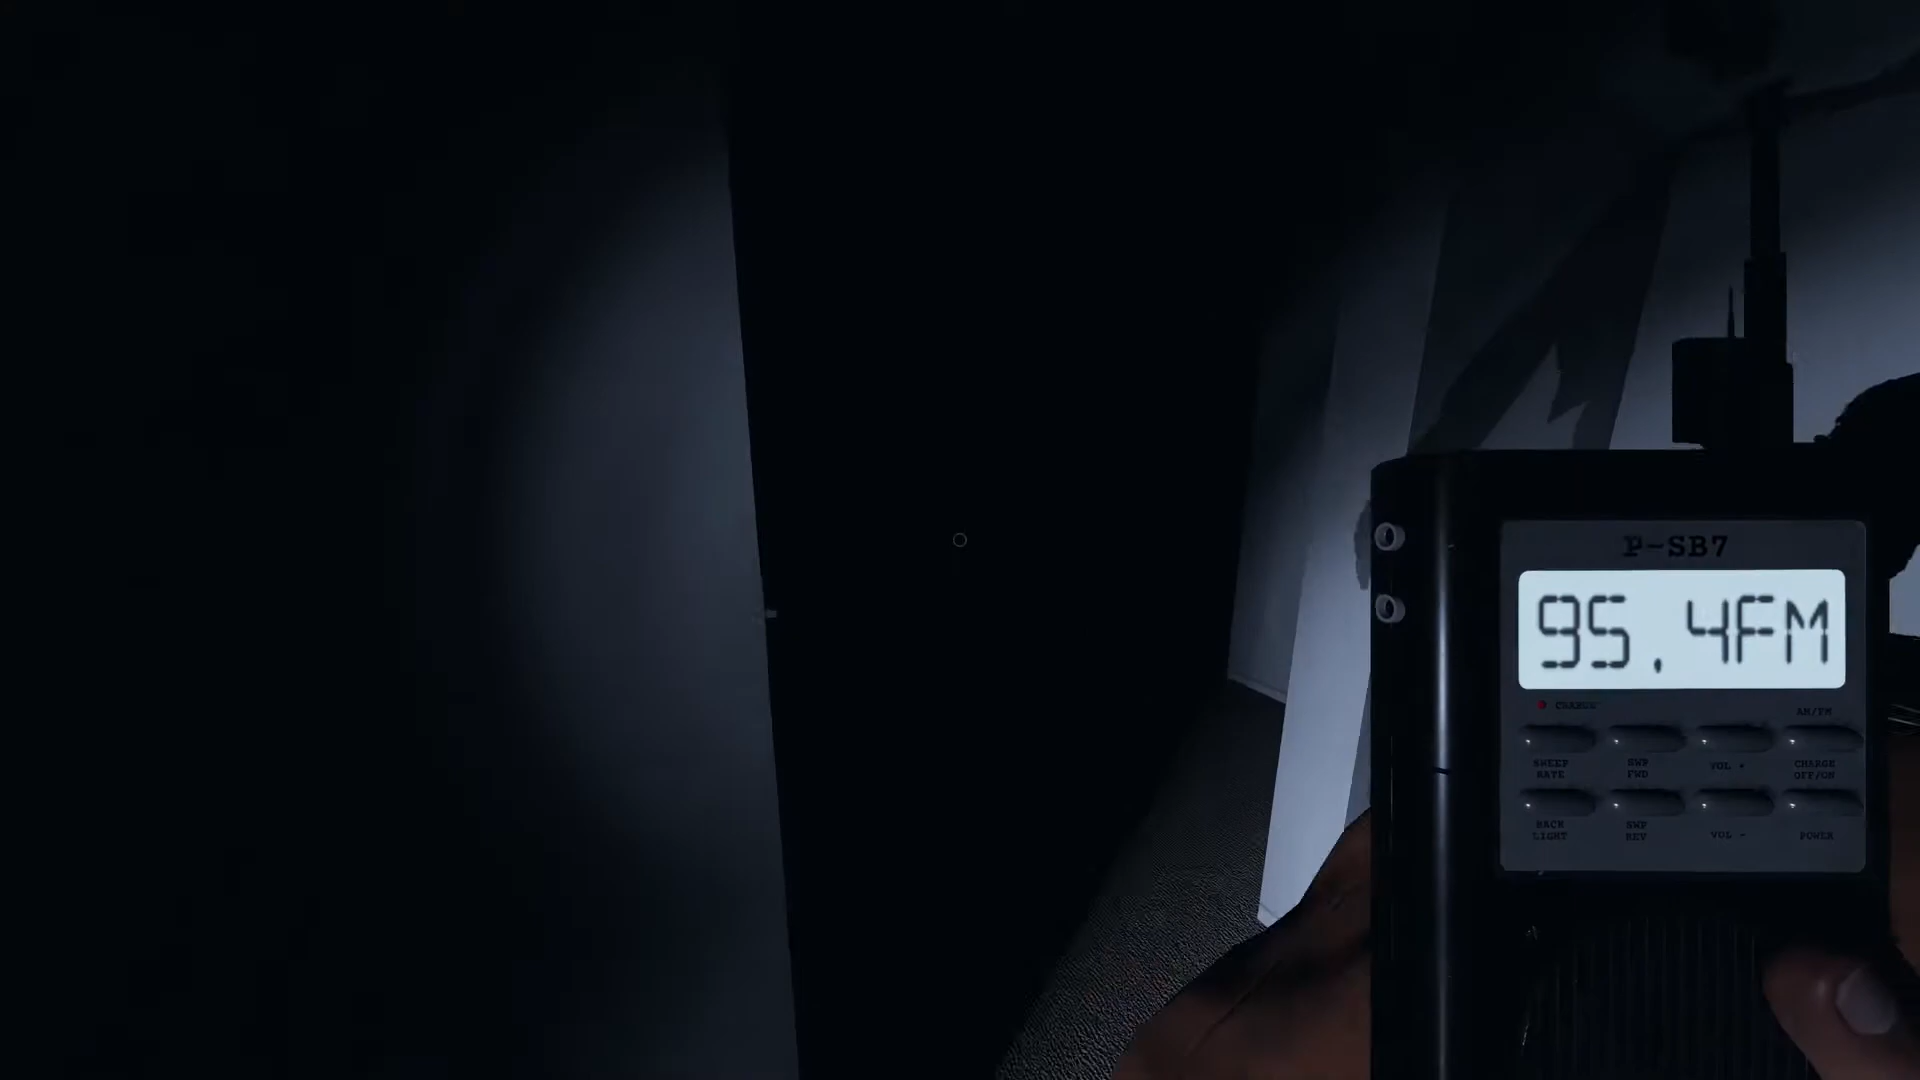 P-SB7
95.4FM
CHARGE
AM/FM
SWEEP RATE
SWP FWD
VOL +
CHARGE OFF/ON
BACK LIGHT
SWP REV
VOL -
POWER